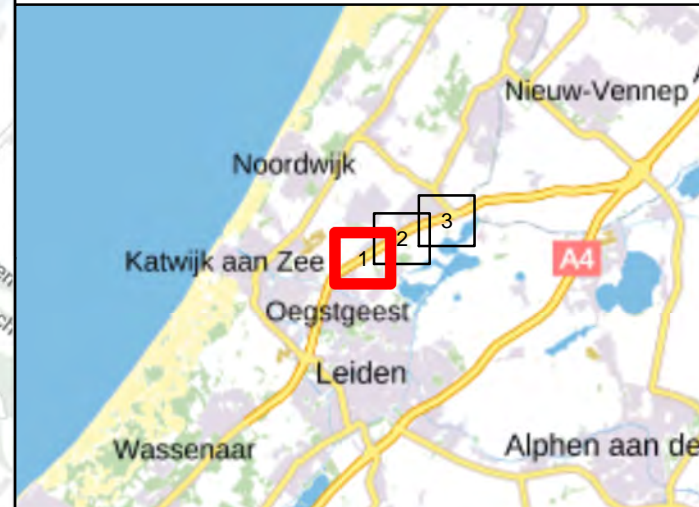 Nieuw-Vennep
Noordwijk
3
2
1
Katwijk aan Zee
A4
Oegstgeest
Leiden
Wassenaar
Alphen aan de